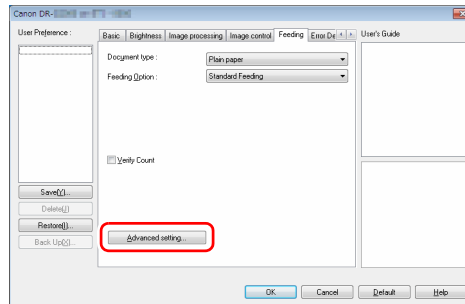 Canon DR-
User Preference :
Basic Brightness Image processing Image control Feeding Error De
User's Guide
Document type :
Plain paper
Feeding Option :
Standard Feeding
Verify Count
Save(Y)...
Delete(J)
Restore(I)...
Back Up(X)...
Advanced setting...
OK Cancel Default Help